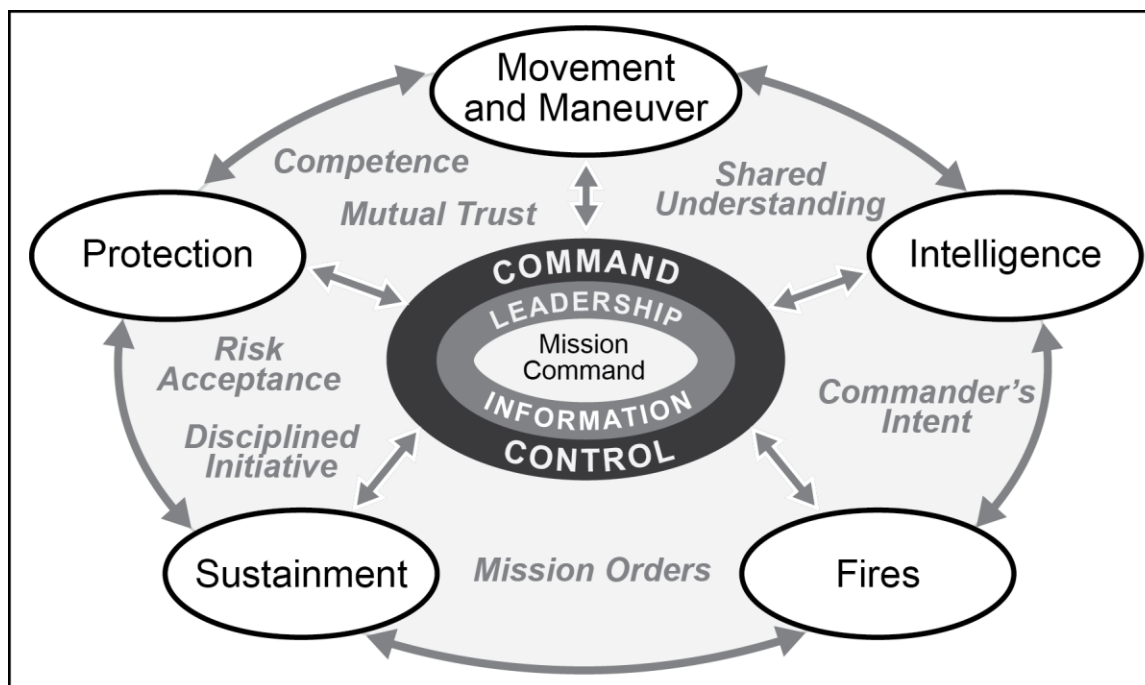 Movement
and Maneuver
Competence
Mutual Trust
Shared
Understanding
Protection
Intelligence
COMMAND
LEADERSHIP
Mission
Command
INFORMATION
CONTROL
Risk
Acceptance
Commander’s
Intent
Disciplined
Initiative
Sustainment
Mission Orders
Fires